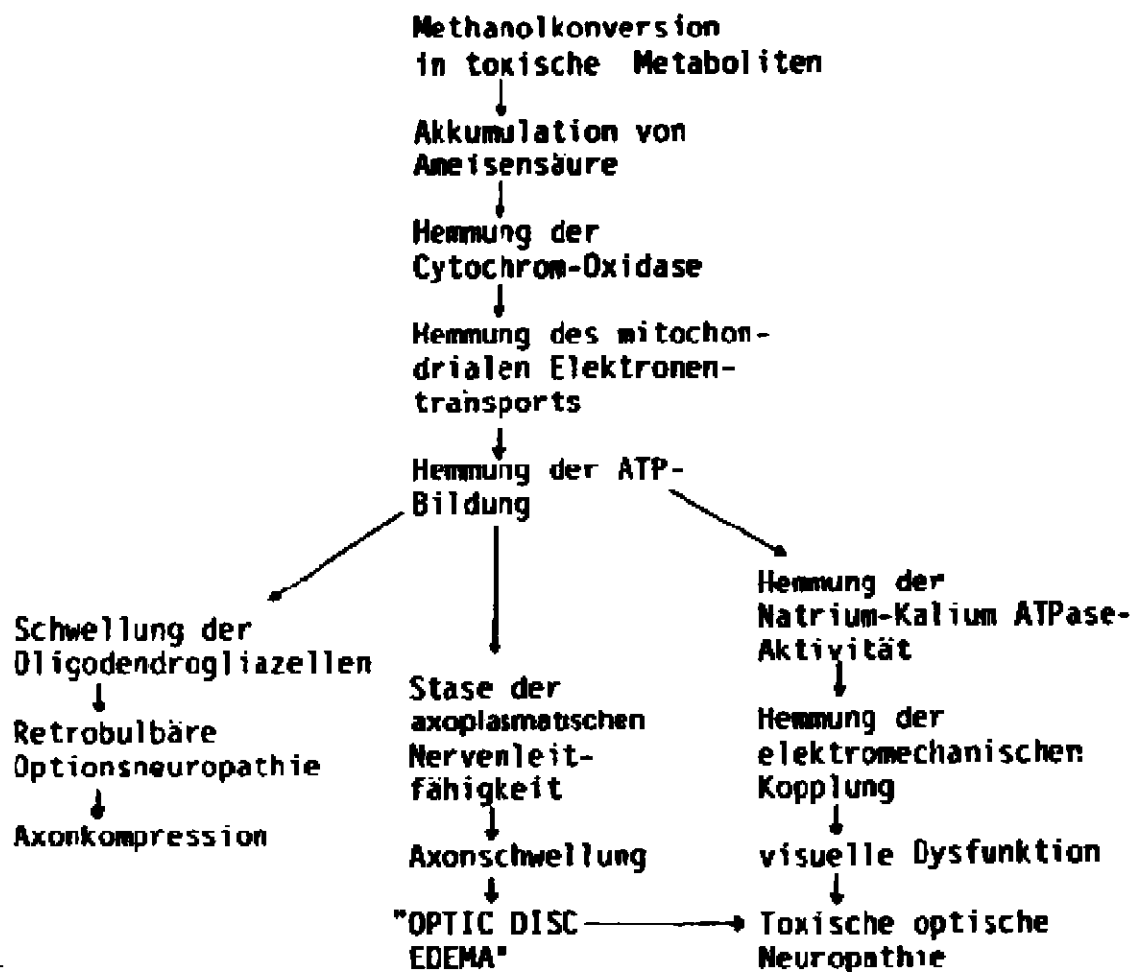 Methanolkonversion
in toxische Metaboliten
Akkumulation von
Ameisensäure
Hemmung der
Cytochrom-Oxidase
Hemmung des mitochon-
drialen Elektronen-
transports
Hemmung der ATP-
Bildung
Schwellung der
Oligodendrogliazellen
Retrobulbäre
Optionsneuropathie
Axonkompression
Stase der
axoplasmatischen
Nervenleit-
fähigkeit
Axonschwellung
"OPTIC DISC
EDEMA"
Hemmung der
Natrium-Kalium ATPase-
Aktivität
Hemmung der
elektromechanischen
Kopplung
visuelle Dysfunktion
Toxische optische
Neuropathie